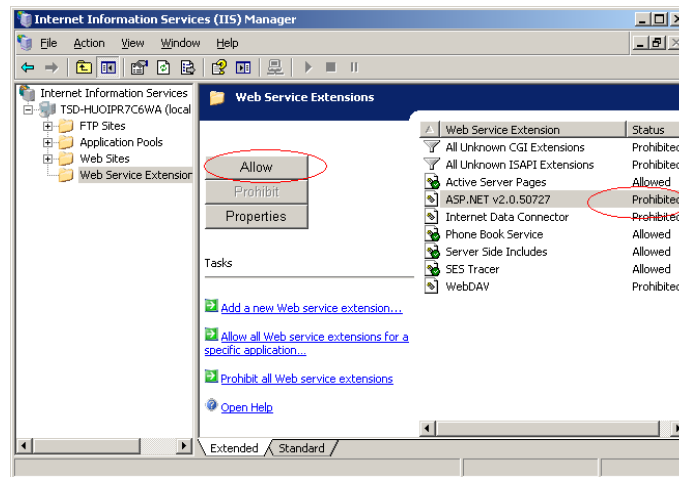 Internet Information Services (IIS) Manager
File Action View Window Help
Internet Information Services
TSD-HUOIPR7C6WA (local
FTP Sites
Application Pools
Web Sites
Web Service Extension
Web Service Extensions
Allow
Prohibit
Properties
Tasks
Add a new Web service extension...
Allow all Web service extensions for a
specific application...
Prohibit all Web service extensions
Open Help
Web Service Extension Status
All Unknown CGI Extensions Prohibited
All Unknown ISAPI Extensions Prohibited
Active Server Pages Allowed
ASP.NET v2.0.50727 Prohibited
Internet Data Connector Prohibited
Phone Book Service Allowed
Server Side Includes Allowed
SES Tracer Allowed
WebDAV Prohibited
Extended Standard